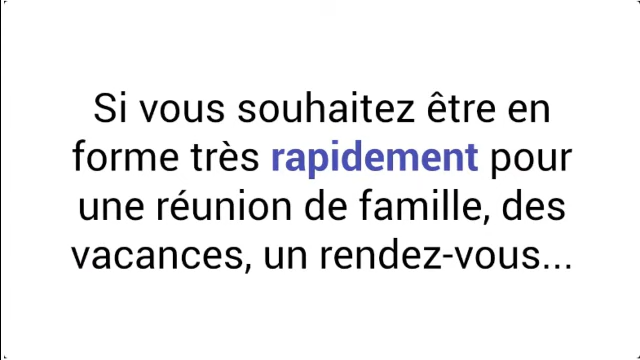 Si vous souhaitez être en
forme très rapidement pour
une réunion de famille, des
vacances, un rendez-vous...